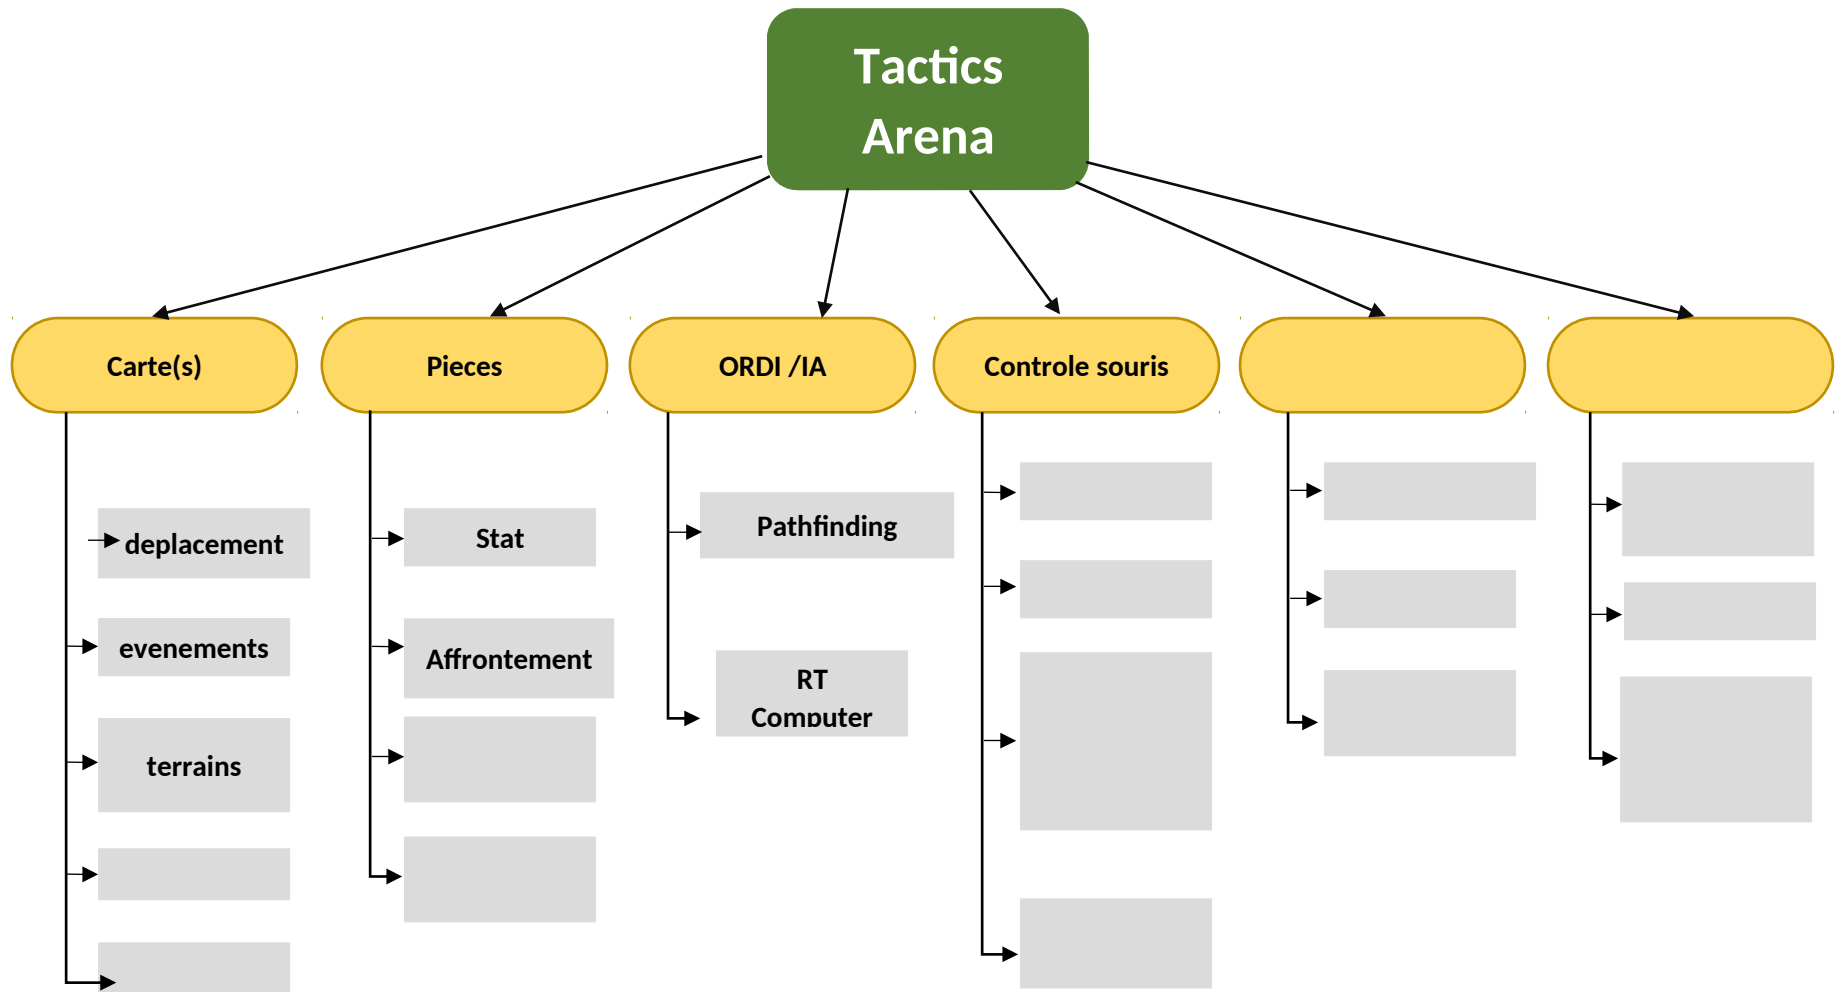 Tactics
Arena
Carte(s)
Pieces
ORDI /IA
Controle souris
deplacement
evenements
terrains
Stat
Affrontement
Pathfinding
RT
Computer